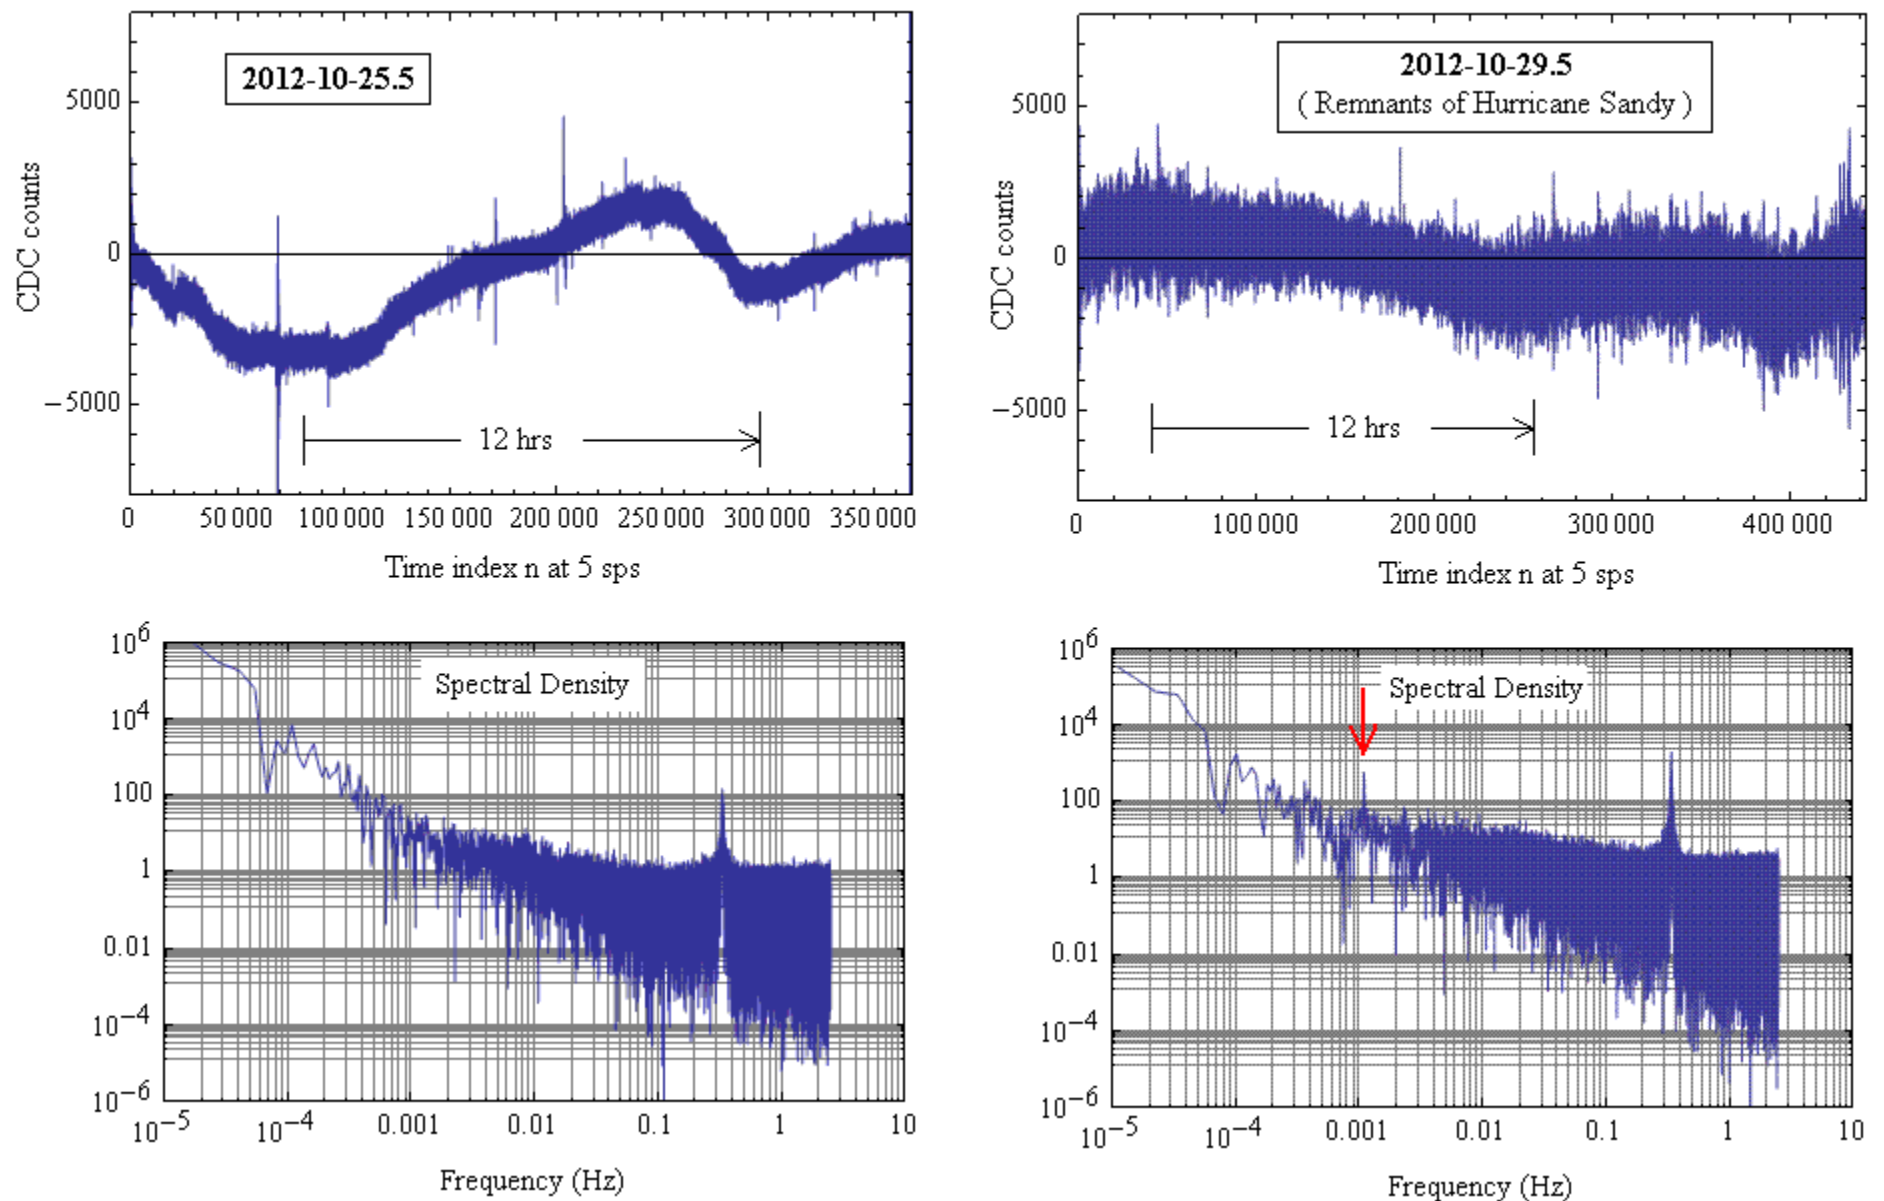 2012-10-25.5
5000
0
−5000
CDC counts
12 hrs
0 50 000 100 000 150 000 200 000 250 000 300 000 350 000
Time index n at 5 sps
2012-10-29.5
( Remnants of Hurricane Sandy )
5000
0
−5000
CDC counts
12 hrs
0 100 000 200 000 300 000 400 000
Time index n at 5 sps
Spectral Density
10^6
10^4
100
1
0.01
10^−4
10^−6
10^−5 10^−4 0.001 0.01 0.1 1 10
Frequency (Hz)
Spectral Density
10^6
10^4
100
1
0.01
10^−4
10^−6
10^−5 10^−4 0.001 0.01 0.1 1 10
Frequency (Hz)